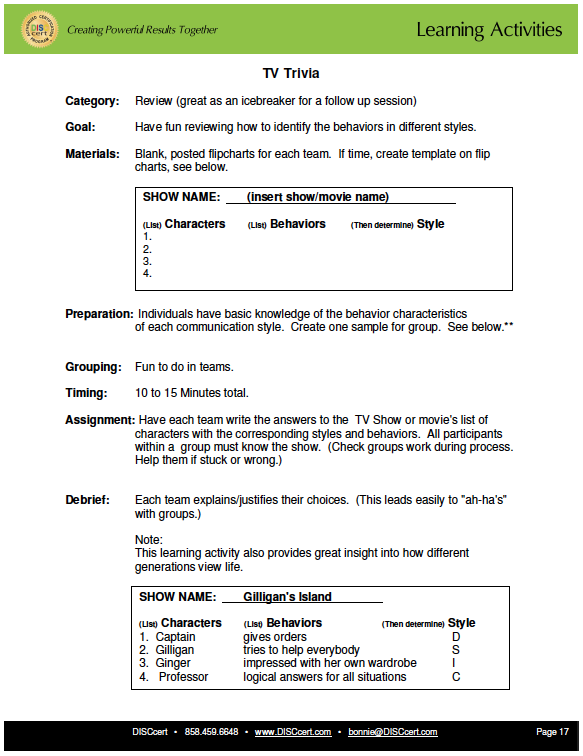 AUTHORIZED CERTIFICATION
DIS
cert
PROGRAM
Creating Powerful Results Together
Learning Activities
TV Trivia
Category: Review (great as an icebreaker for a follow up session)
Goal: Have fun reviewing how to identify the behaviors in different styles.
Materials: Blank, posted flipcharts for each team. If time, create template on flip
charts, see below.
SHOW NAME: (insert show/movie name)
(List) Characters (List) Behaviors (Then determine) Style
1.
2.
3.
4.
Preparation: Individuals have basic knowledge of the behavior characteristics
of each communication style. Create one sample for group. See below.**
Grouping: Fun to do in teams.
Timing: 10 to 15 Minutes total.
Assignment: Have each team write the answers to the TV Show or movie's list of
characters with the corresponding styles and behaviors. All participants
within a group must know the show. (Check groups work during process.
Help them if stuck or wrong.)
Debrief: Each team explains/justifies their choices. (This leads easily to "ah-ha's"
with groups.)
Note:
This learning activity also provides great insight into how different
generations view life.
SHOW NAME: Gilligan's Island
(List) Characters (List) Behaviors (Then determine) Style
1. Captain gives orders D
2. Gilligan tries to help everybody S
3. Ginger impressed with her own wardrobe I
4. Professor logical answers for all situations C
DISCcert • 858.459.6648 • www.DISCcert.com • bonnie@DISCcert.com Page 17